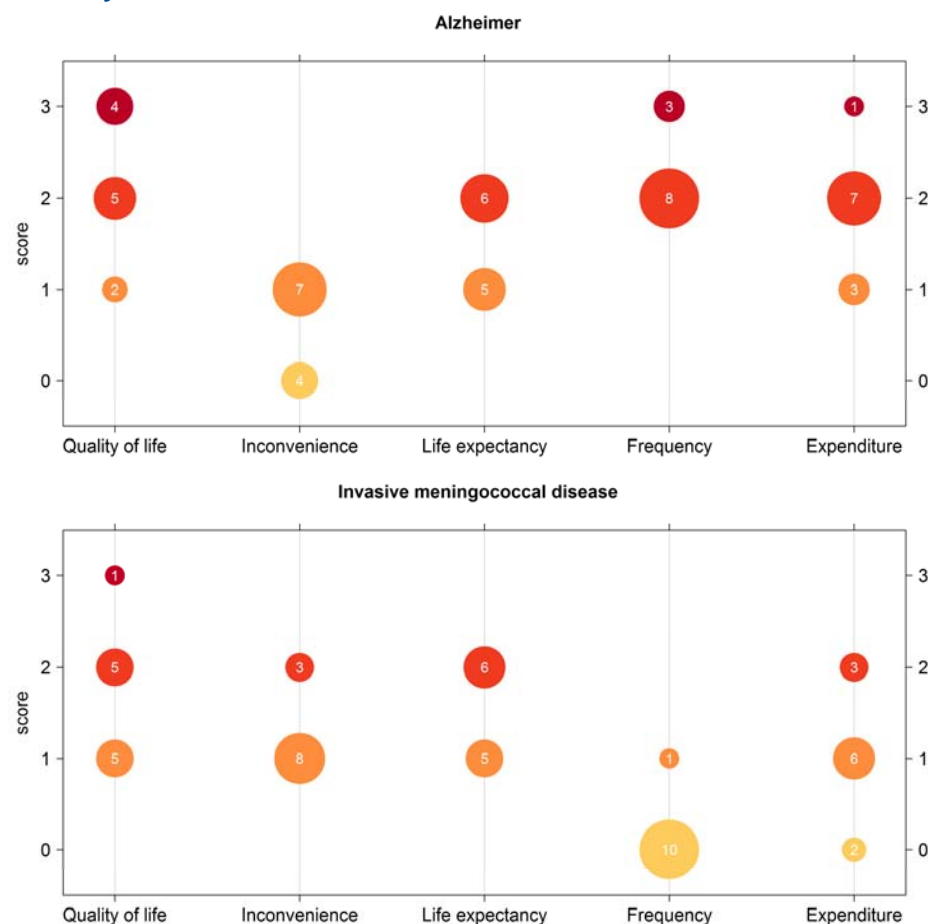 Alzheimer
3 4 3 1 3
2 5 6 8 7 2
score
1 2 7 5 3 1
0 4 0
Quality of life Inconvenience Life expectancy Frequency Expenditure
Invasive meningococcal disease
3 1 3
2 5 3 6 3 2
score
1 5 8 5 1 6 1
0 10 2 0
Quality of life Inconvenience Life expectancy Frequency Expenditure